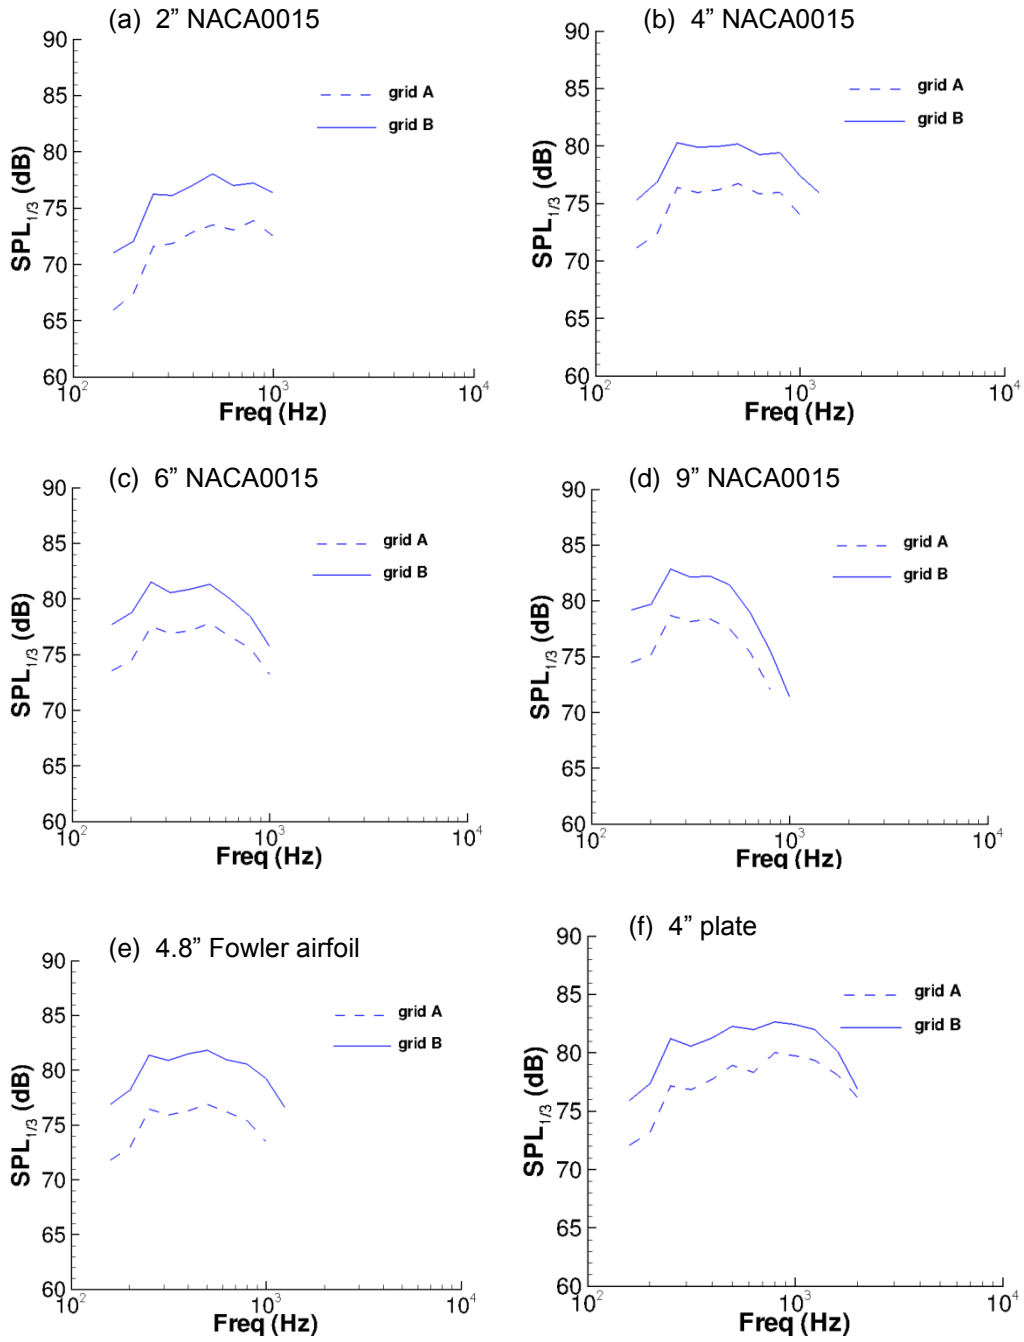 (a) 2” NACA0015
90
85
80
75
70
65
60
SPL1/3 (dB)
grid A
grid B
10^2
10^3
10^4
Freq (Hz)
(b) 4” NACA0015
90
85
80
75
70
65
60
SPL1/3 (dB)
grid A
grid B
10^2
10^3
10^4
Freq (Hz)
(c) 6” NACA0015
90
85
80
75
70
65
60
SPL1/3 (dB)
grid A
grid B
10^2
10^3
10^4
Freq (Hz)
(d) 9” NACA0015
90
85
80
75
70
65
60
SPL1/3 (dB)
grid A
grid B
10^2
10^3
10^4
Freq (Hz)
(e) 4.8” Fowler airfoil
90
85
80
75
70
65
60
SPL1/3 (dB)
grid A
grid B
10^2
10^3
10^4
Freq (Hz)
(f) 4” plate
90
85
80
75
70
65
60
SPL1/3 (dB)
grid A
grid B
10^2
10^3
10^4
Freq (Hz)